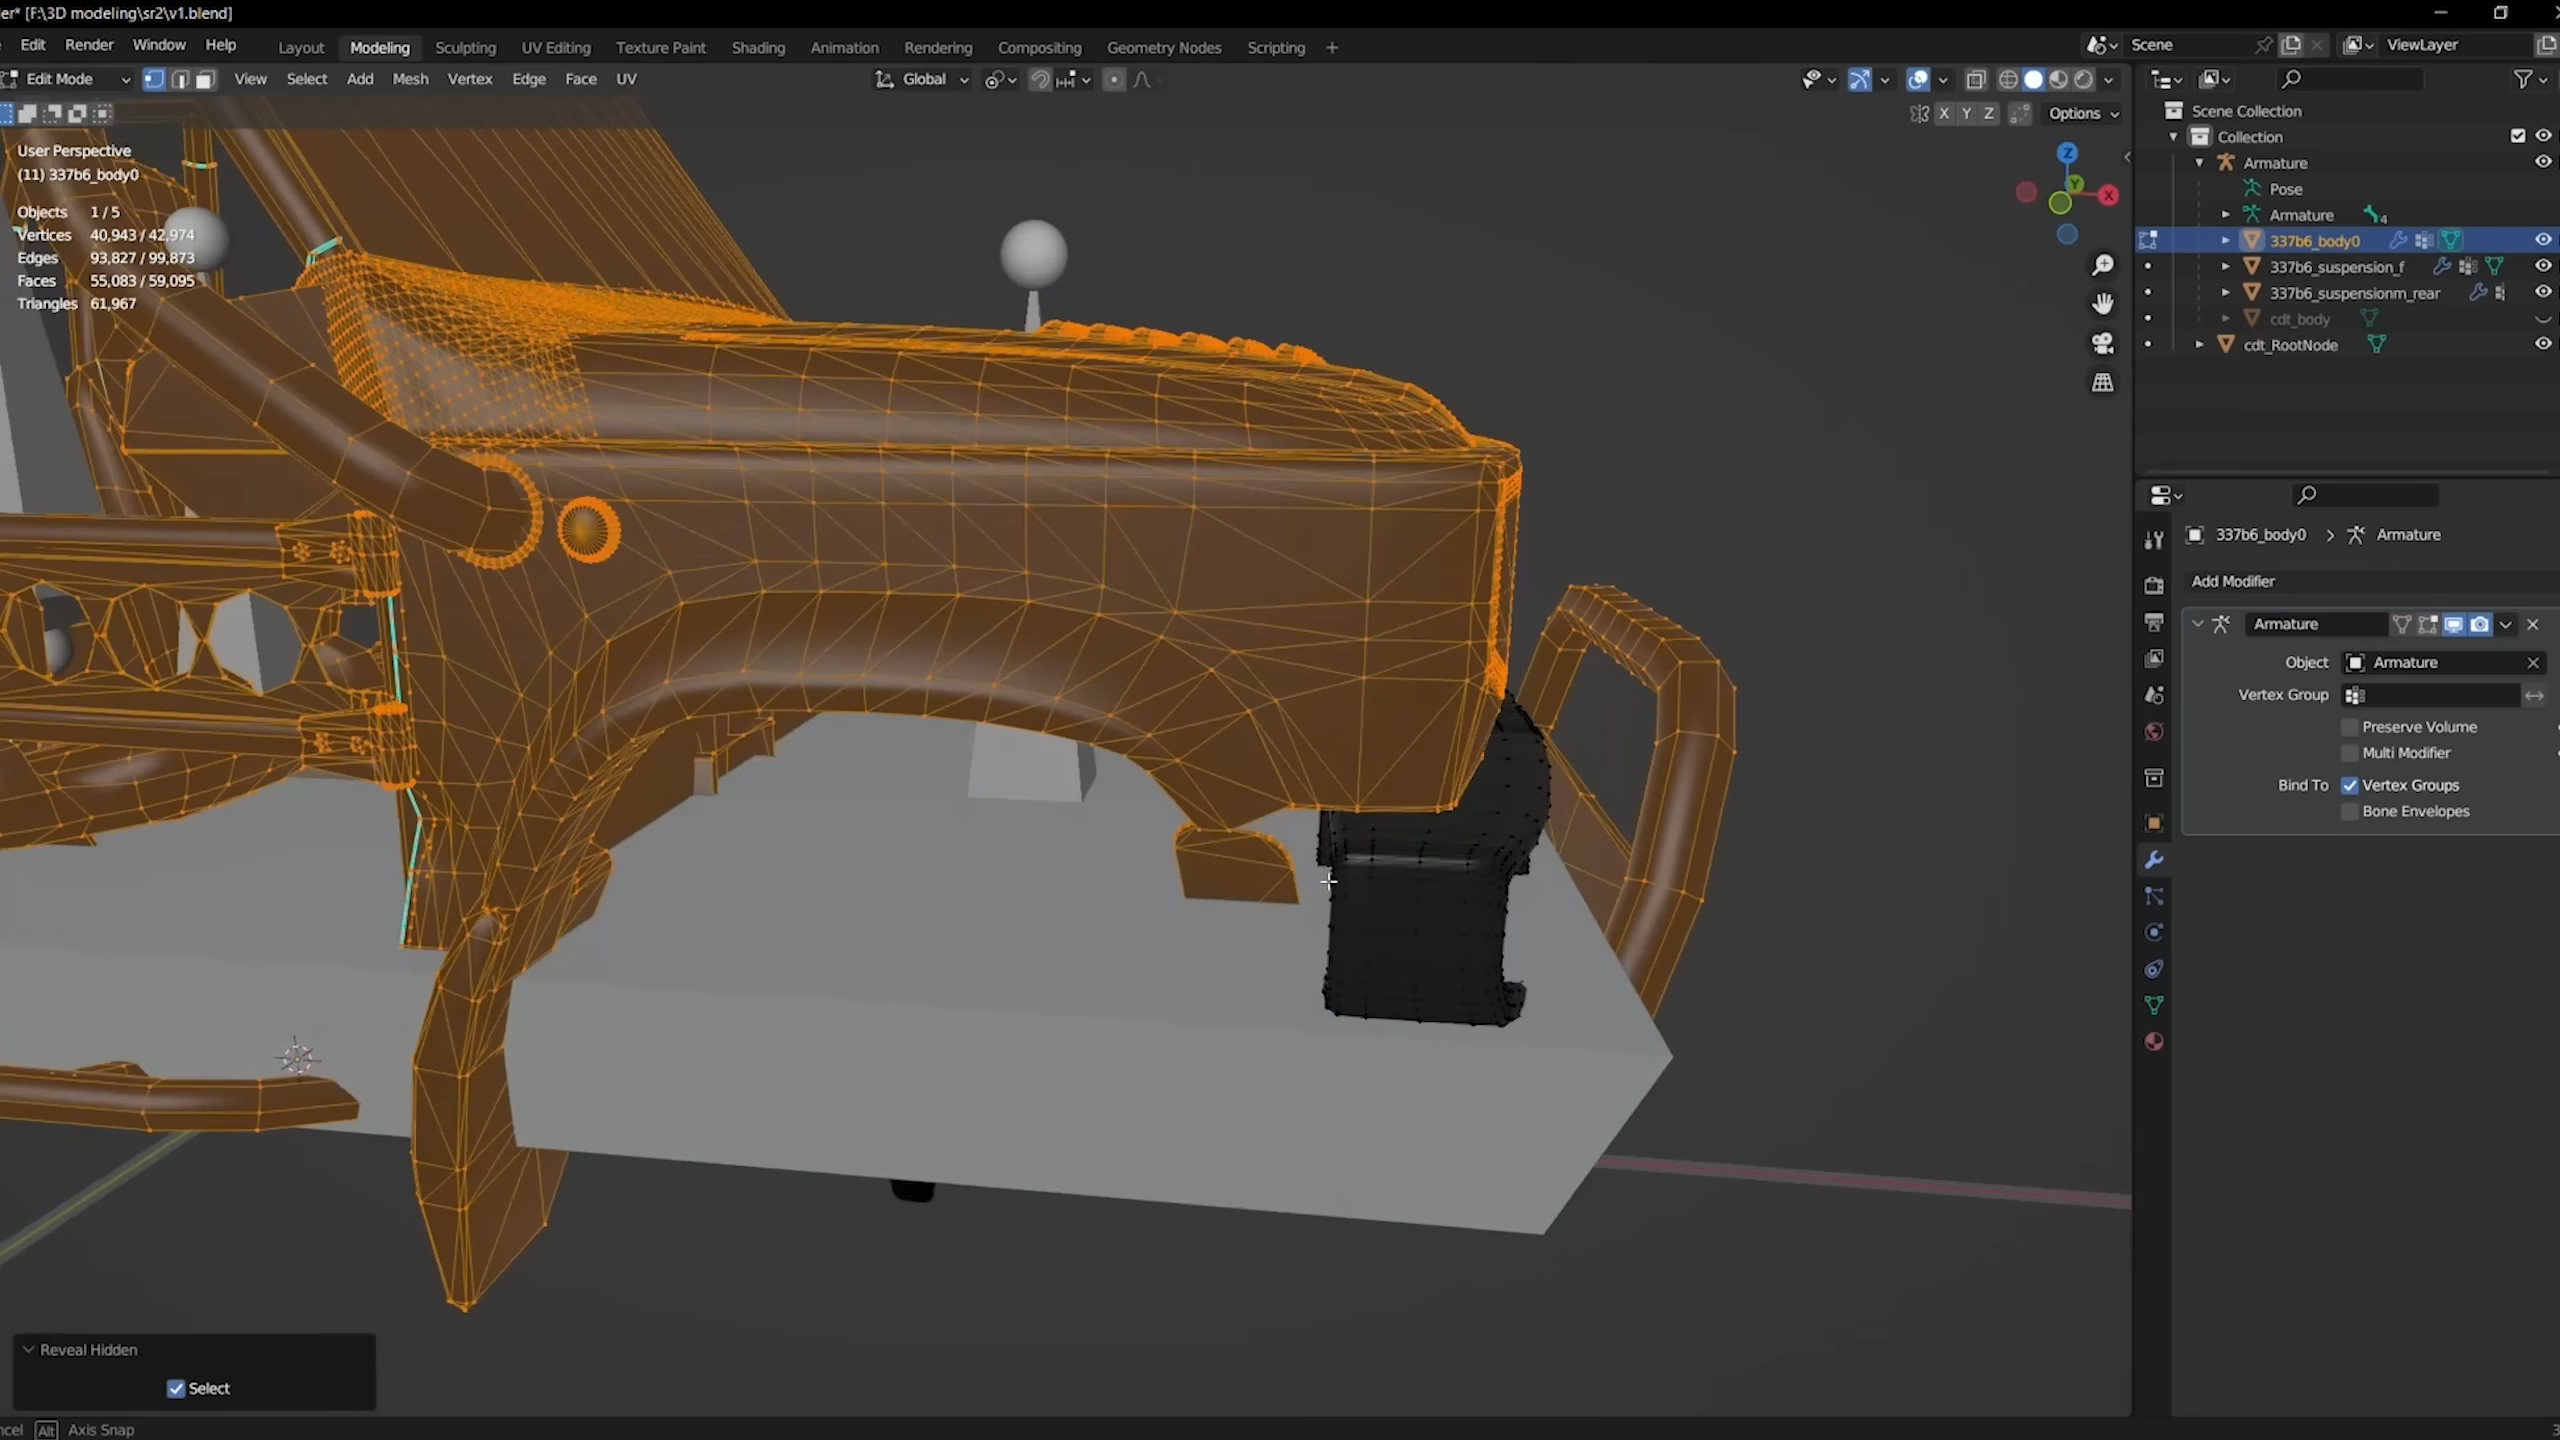 er* [F:\3D modeling\sr2\v1.blend]
Edit Render Window Help Layout Modeling Sculpting UV Editing Texture Paint Shading Animation Rendering Compositing Geometry Nodes Scripting + Scene ViewLayer
Edit Mode View Select Add Mesh Vertex Edge Face UV Global
X Y Z Options
User Perspective
(11) 337b6_body0
Objects 1 / 5
Vertices 40,943 / 42,974
Edges 93,827 / 99,873
Faces 55,083 / 59,095
Triangles 61,967
Z
Y
X
Scene Collection
Collection
Armature
Pose
Armature 4
337b6_body0
337b6_suspension_f
337b6_suspensionm_rear
cdt_body
cdt_RootNode
337b6_body0 > Armature
Add Modifier
Armature
Object Armature
Vertex Group
Preserve Volume
Multi Modifier
Bind To Vertex Groups
Bone Envelopes
Reveal Hidden
Select
ncel Alt Axis Snap